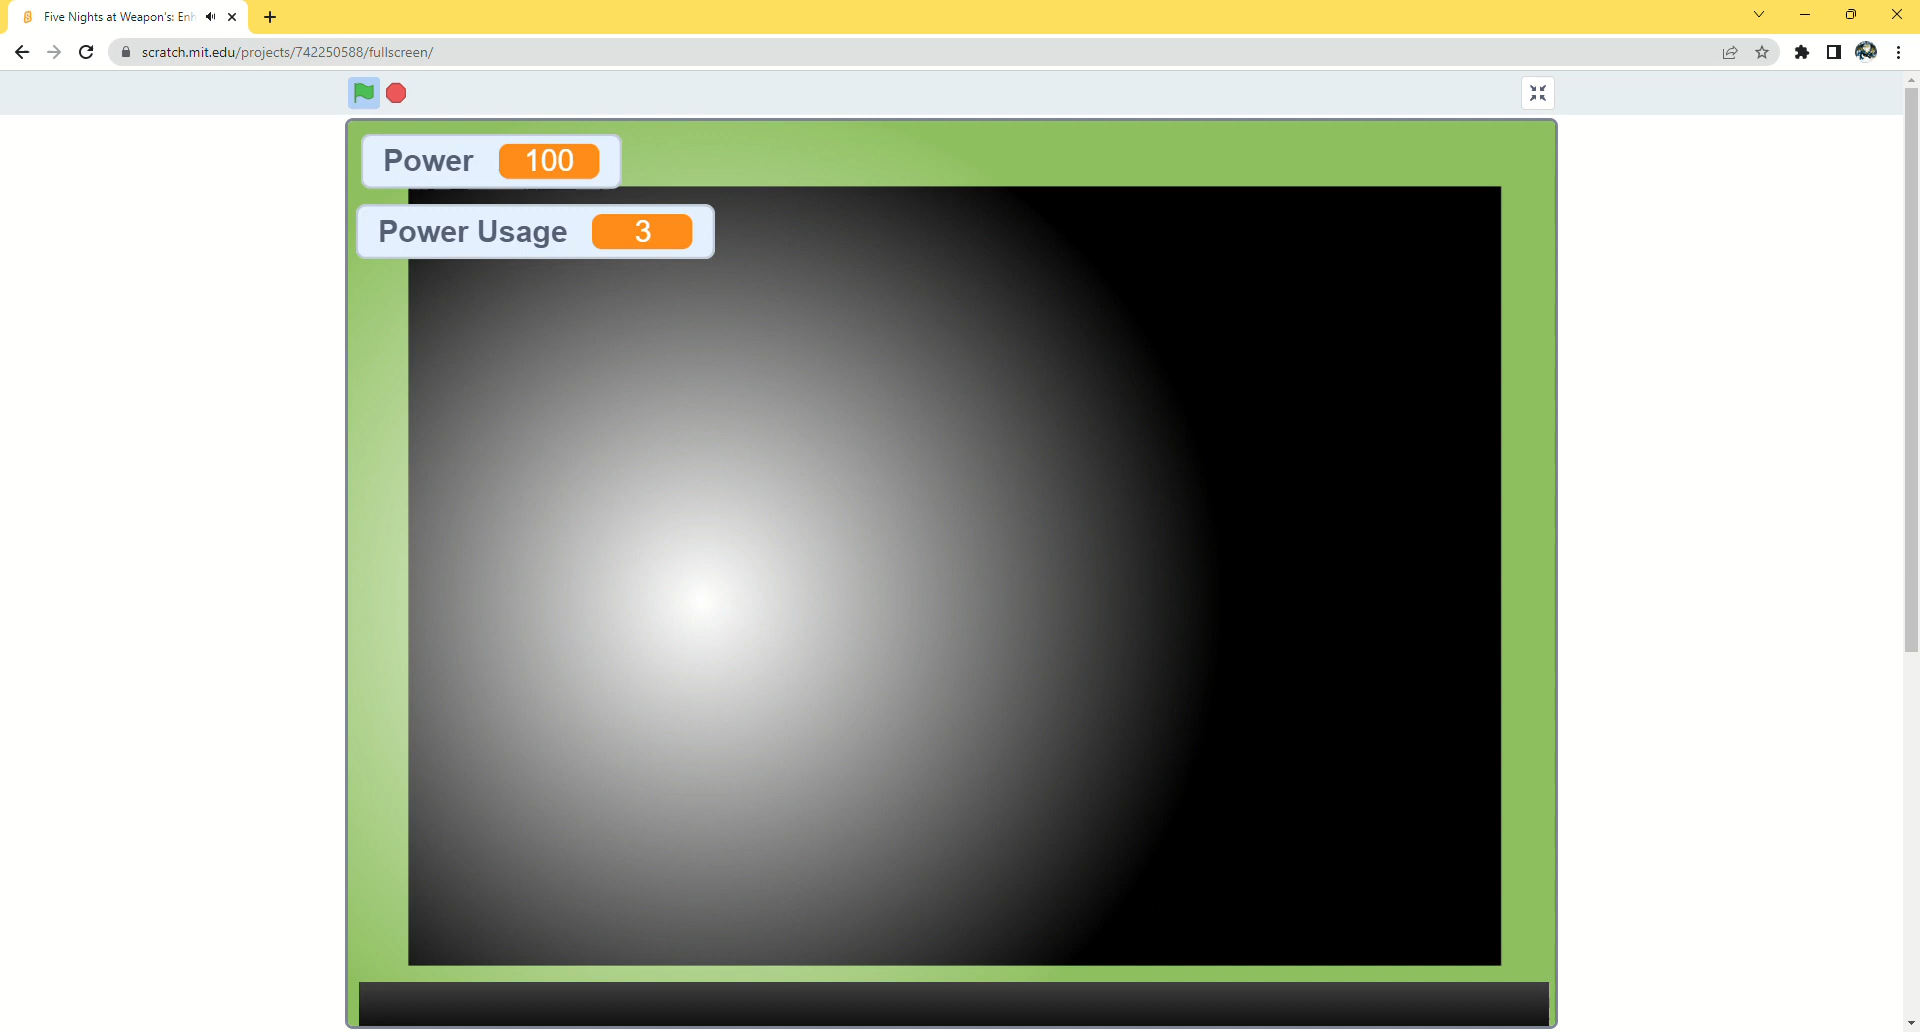 Five Nights at Weapon's: Enh
scratch.mit.edu/projects/742250588/fullscreen/
Power 100
Power Usage 3